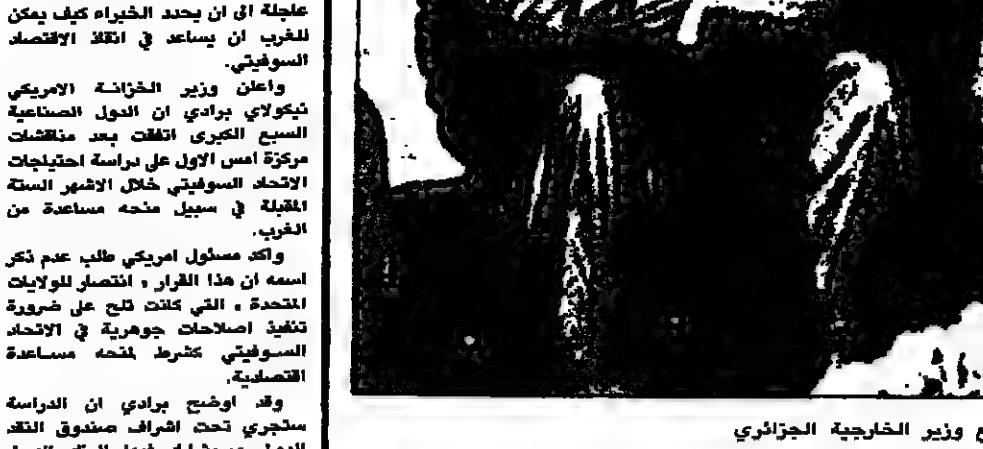 عاجلة الى ان يحدد الخبراء كيف يمكن
للغرب ان يساعد في انقاذ الاقتصاد
السوفيتي.
واعلن وزير الخزانة الامريكي
نيكولاي برادي ان الدول الصناعية
السبع الكبرى اتفقت بعد مناقشات
مركزة امس الاول على دراسة احتياجات
الاتحاد السوفيتي خلال الاشهر الستة
المقبلة في سبيل منحه مساعدة من
الغرب.
واكد مسئول امريكي طلب عدم ذكر
اسمه ان هذا القرار « انتصار للولايات
المتحدة » التي كانت تلح على ضرورة
تنفيذ اصلاحات جوهرية في الاتحاد
السوفيتي كشرط لمنحه مساعدة
اقتصادية.
وقد اوضح برادي ان الدراسة
ستجري تحت اشراف صندوق النقد
وزير الخارجية الجزائري